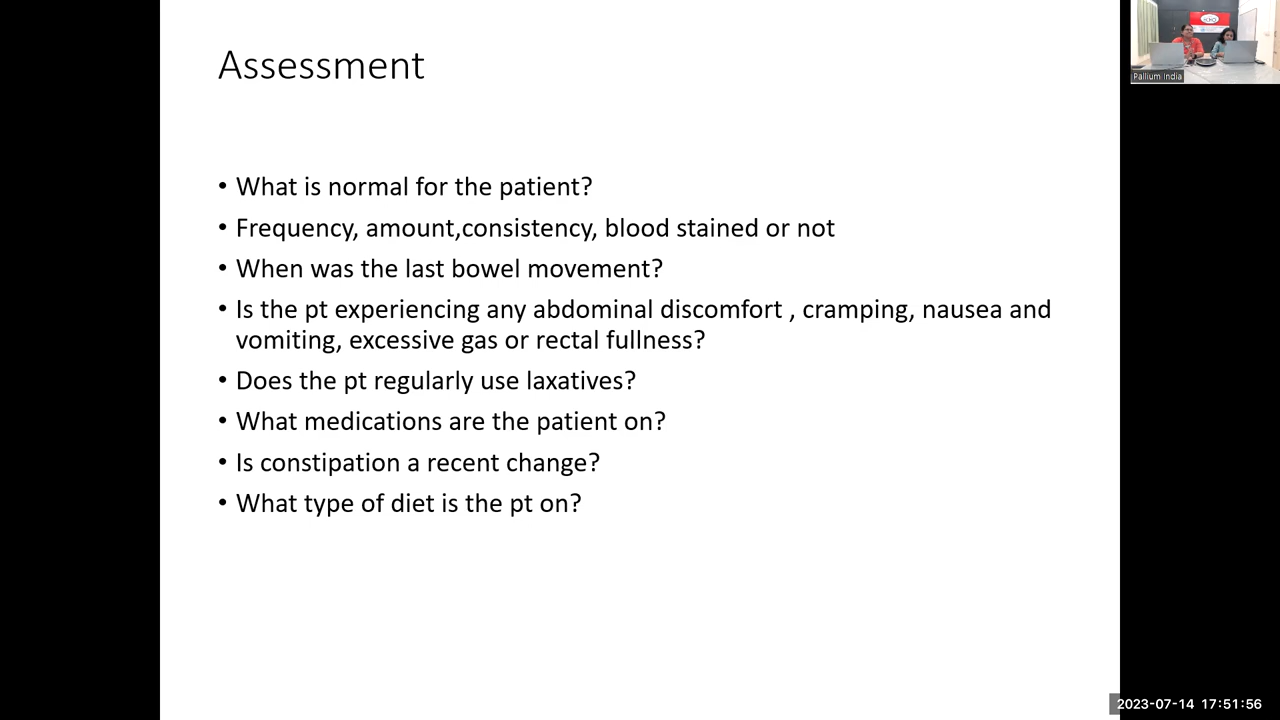 Assessment
• What is normal for the patient?
• Frequency, amount,consistency, blood stained or not
• When was the last bowel movement?
• Is the pt experiencing any abdominal discomfort , cramping, nausea and
vomiting, excessive gas or rectal fullness?
• Does the pt regularly use laxatives?
• What medications are the patient on?
• Is constipation a recent change?
• What type of diet is the pt on?
Pallium India
2023-07-14 17:51:56